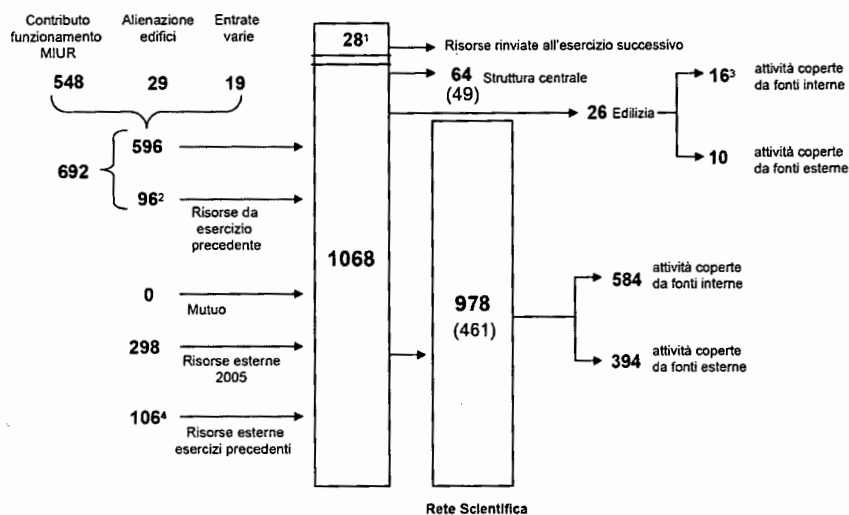 Contributo
funzionamento
MIUR
Alienazione
edifici
Entrate
varie
548
29
19
596
692
96²
Risorse da
esercizio
precedente
0
Mutuo
298
Risorse esterne
2005
106⁴
Risorse esterne
esercizi precedenti
28¹
Risorse rinviate all'esercizio successivo
64
Struttura centrale
(49)
26 Edilizia
16³
attività coperte
da fonti interne
10
attività coperte
da fonti esterne
1068
978
(461)
584
attività coperte
da fonti interne
394
attività coperte
da fonti esterne
Rete Scientifica